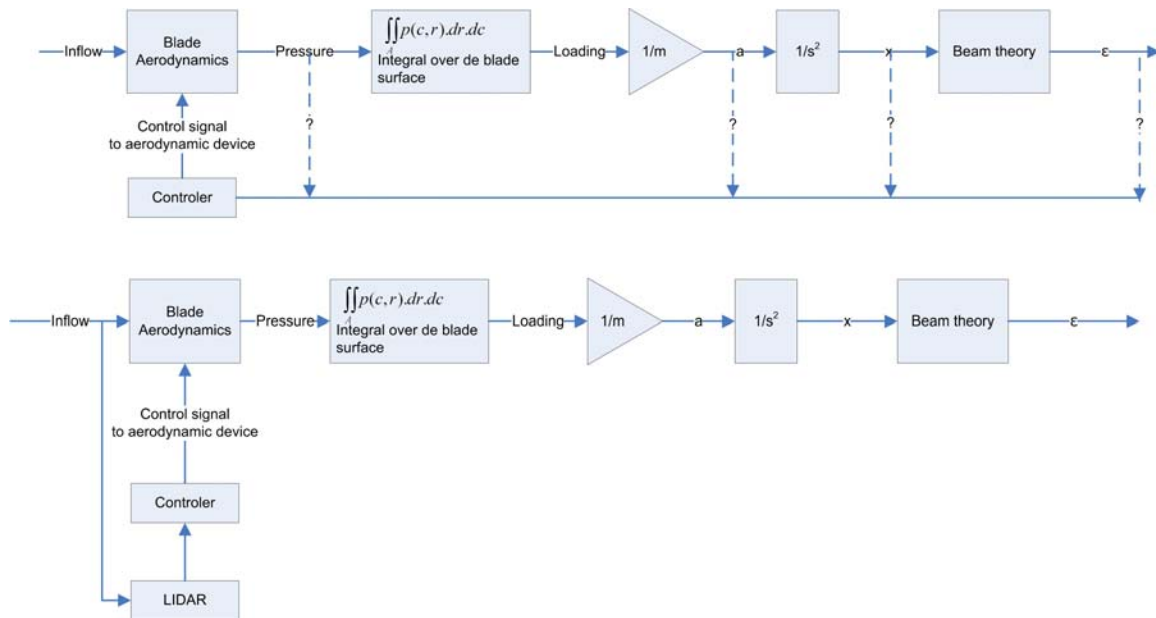 Inflow
Blade
Aerodynamics
Pressure
∬ p(c,r).dr.dc
A
Integral over de blade
surface
Loading
1/m
a
1/s²
x
Beam theory
ε
Control signal
to aerodynamic device
?
?
?
?
Controler
Inflow
Blade
Aerodynamics
Pressure
∬ p(c,r).dr.dc
A
Integral over de blade
surface
Loading
1/m
a
1/s²
x
Beam theory
ε
Control signal
to aerodynamic device
Controler
LIDAR